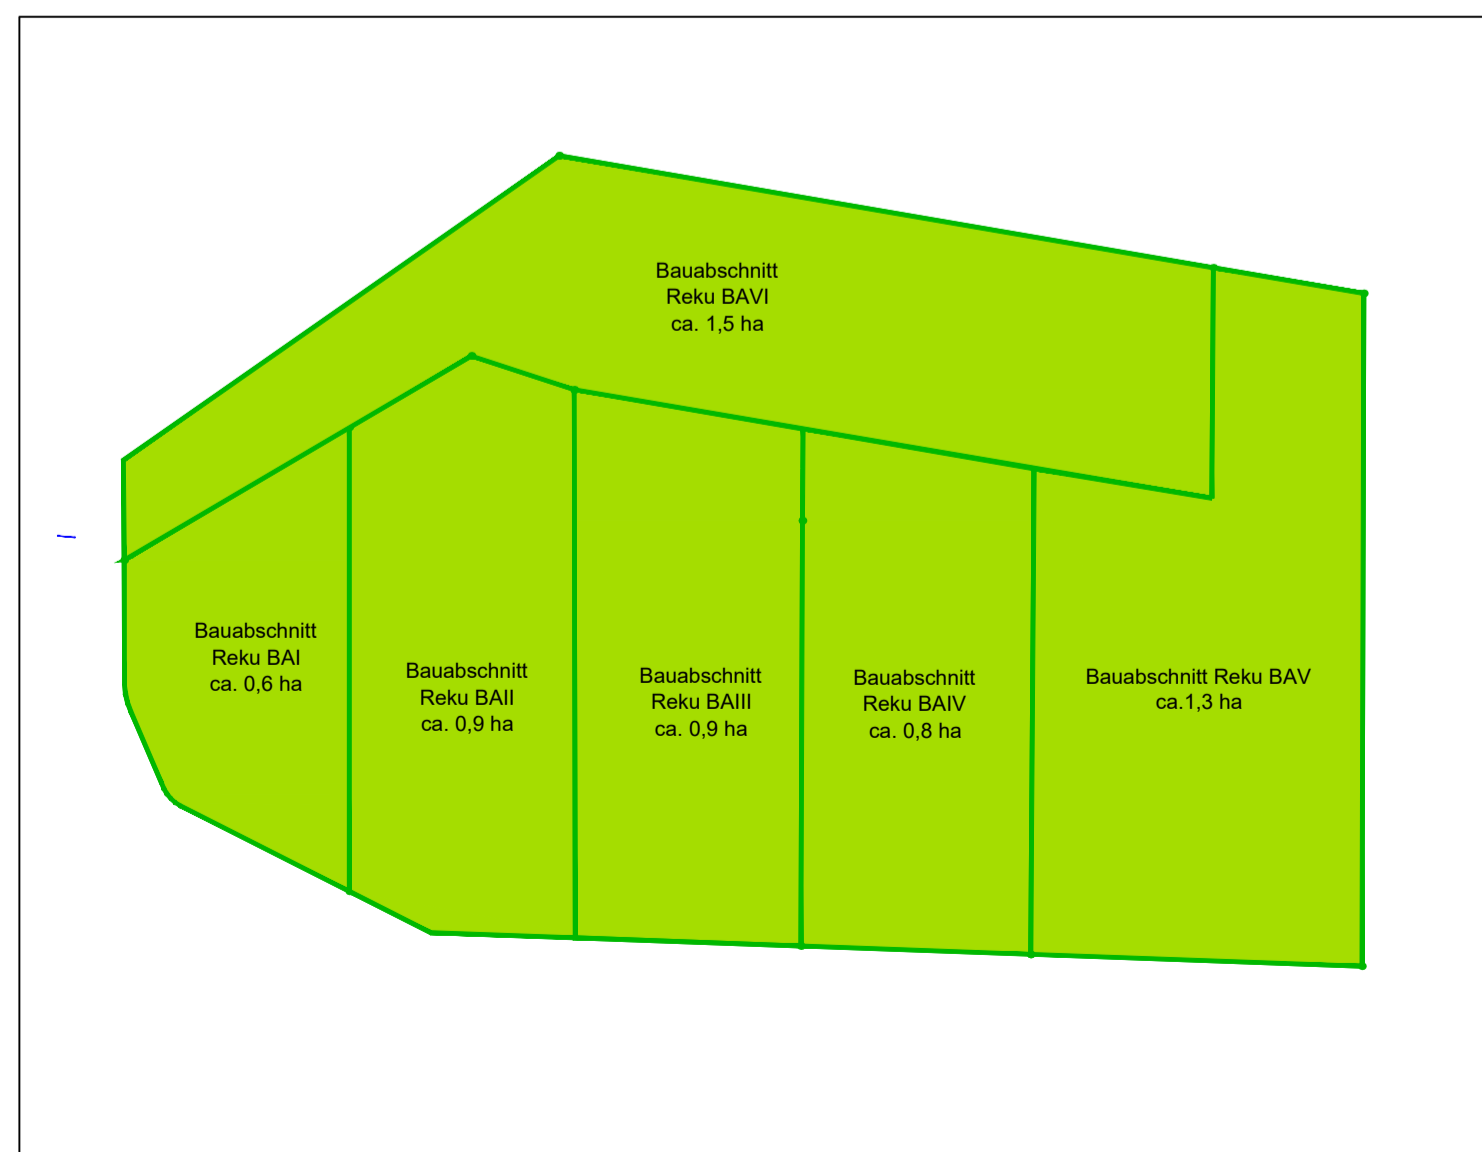 Bauabschnitt
Reku BAVI
ca. 1,5 ha
Bauabschnitt
Reku BAI
ca. 0,6 ha
Bauabschnitt
Reku BAII
ca. 0,9 ha
Bauabschnitt
Reku BAIII
ca. 0,9 ha
Bauabschnitt
Reku BAIV
ca. 0,8 ha
Bauabschnitt Reku BAV
ca.1,3 ha